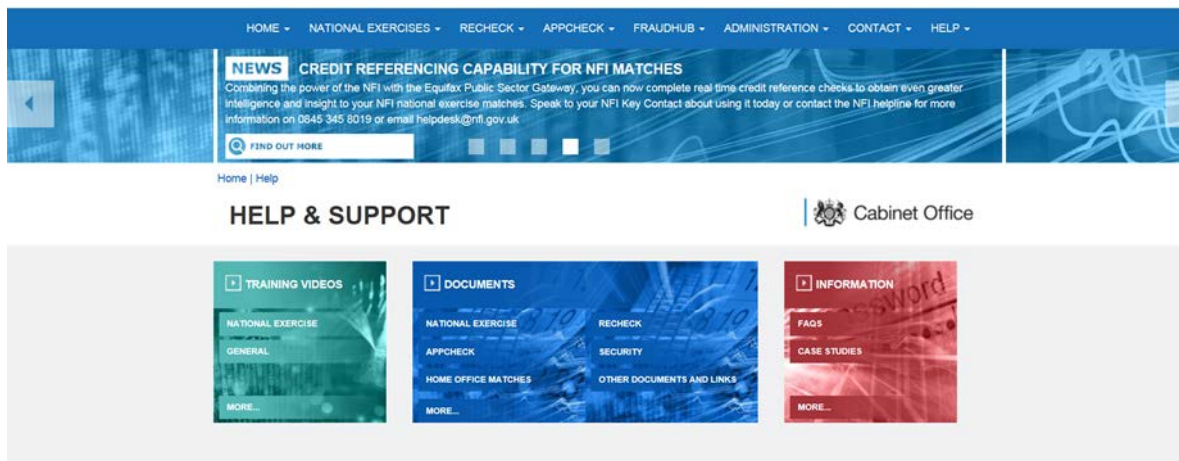 HOME NATIONAL EXERCISES RECHECK APPCHECK FRAUDHUB ADMINISTRATION CONTACT HELP
NEWS CREDIT REFERENCING CAPABILITY FOR NFI MATCHES
Combining the power of the NFI with the Equifax Public Sector Gateway, you can now complete real time credit reference checks to obtain even greater
intelligence and insight to your NFI national exercise matches. Speak to your NFI Key Contact about using it today or contact the NFI helpline for more
information on 0845 345 8019 or email helpdesk@nfi.gov.uk
FIND OUT MORE
Home | Help
HELP & SUPPORT
Cabinet Office
TRAINING VIDEOS
NATIONAL EXERCISE
GENERAL
MORE...
DOCUMENTS
NATIONAL EXERCISE
RECHECK
APPCHECK
SECURITY
HOME OFFICE MATCHES
OTHER DOCUMENTS AND LINKS
MORE...
INFORMATION
FAQS
CASE STUDIES
MORE...